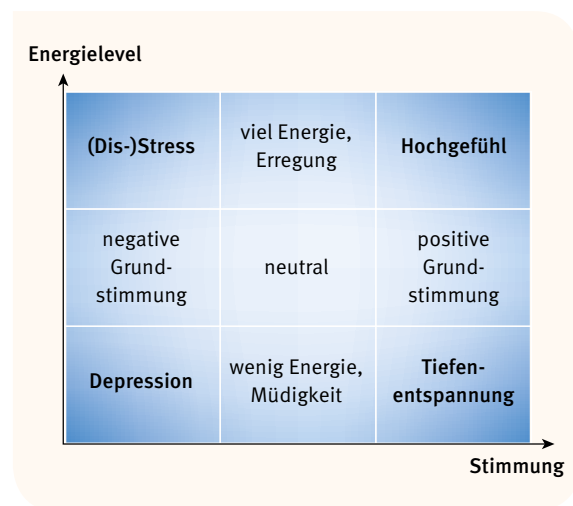 Energielevel
(Dis-)Stress
viel Energie,
Erregung
Hochgefühl
negative
Grund-
stimmung
neutral
positive
Grund-
stimmung
Depression
wenig Energie,
Müdigkeit
Tiefen-
entspannung
Stimmung